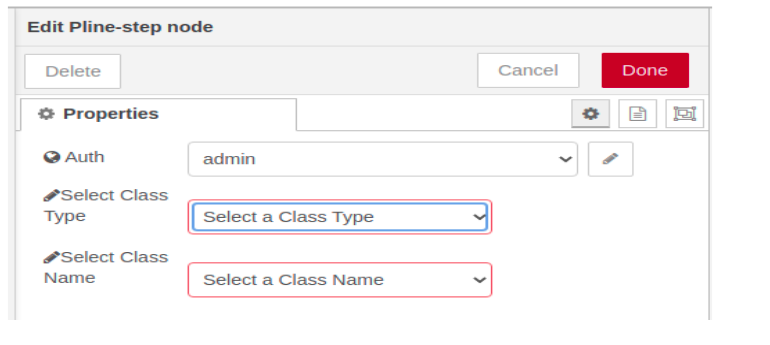 Edit Pline-step node
Delete Cancel Done
Properties
Auth admin
Select Class
Type Select a Class Type
Select Class
Name Select a Class Name